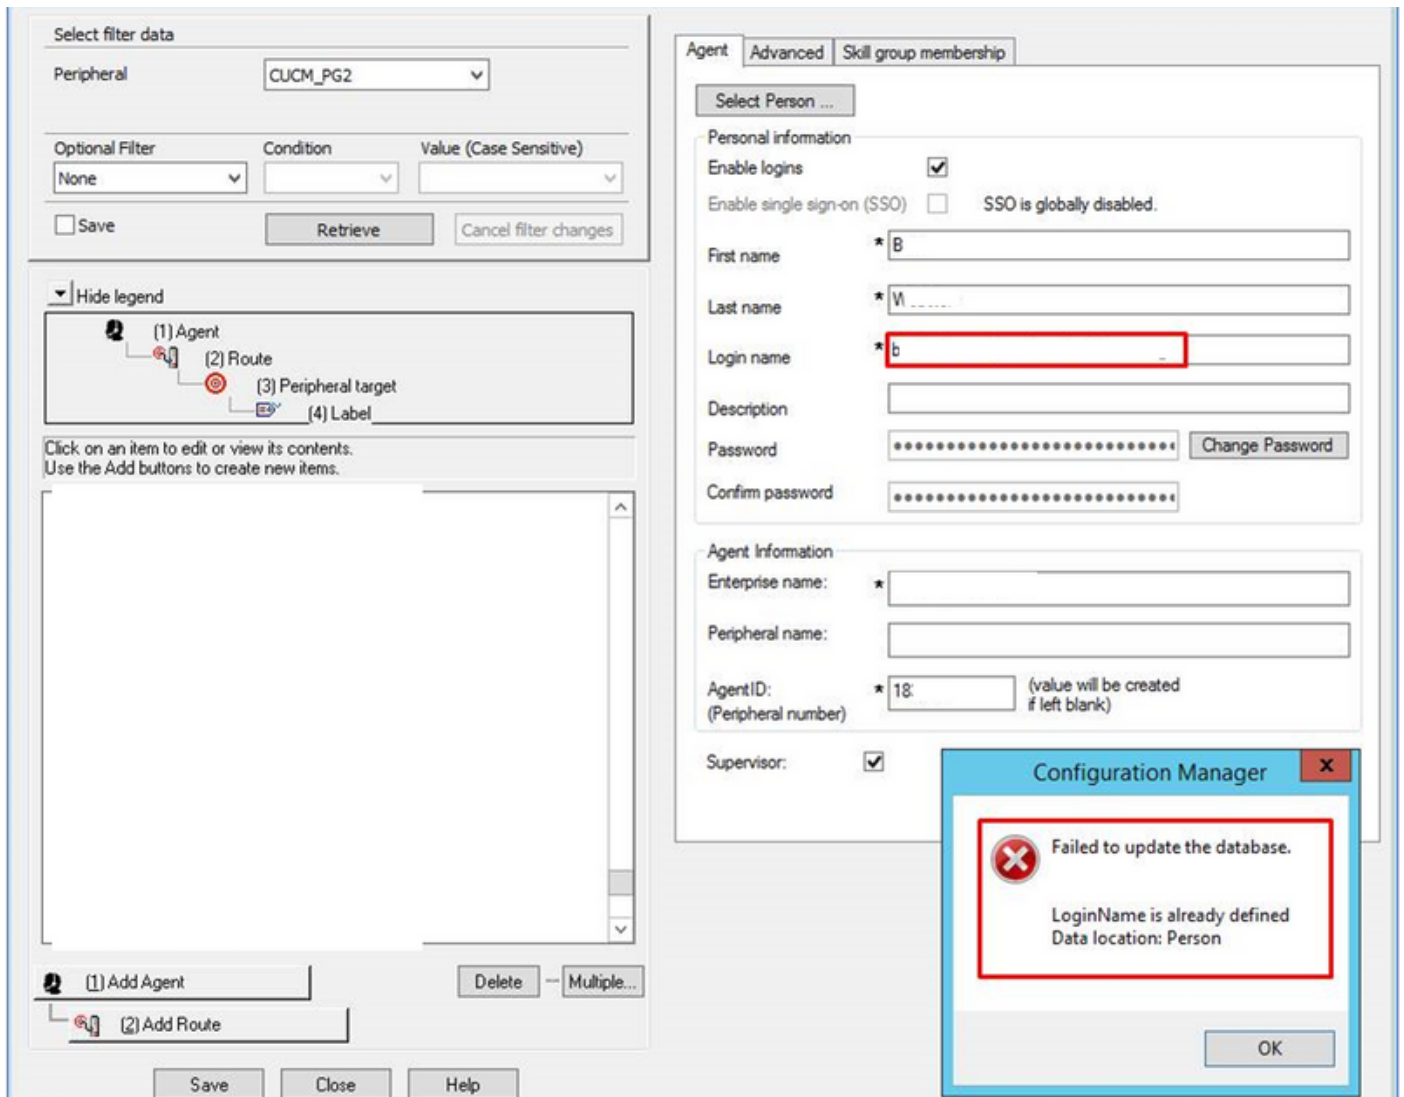 Select filter data
Peripheral
CUCM_PG2
Optional Filter
Condition
Value (Case Sensitive)
None
Save
Retrieve
Cancel filter changes
Hide legend
(1) Agent
(2) Route
(3) Peripheral target
(4) Label
Click on an item to edit or view its contents.
Use the Add buttons to create new items.
(1) Add Agent
Delete
Multiple...
(2) Add Route
Save
Close
Help
Agent
Advanced
Skill group membership
Select Person ...
Personal information
Enable logins
Enable single sign-on (SSO)
SSO is globally disabled.
First name
* B
Last name
* W
Login name
* b
Description
Password
Change Password
Confirm password
Agent Information
Enterprise name:
*
Peripheral name:
AgentID:
(Peripheral number)
* 18
(value will be created
if left blank)
Supervisor:
Configuration Manager
x
Failed to update the database.
LoginName is already defined
Data location: Person
OK